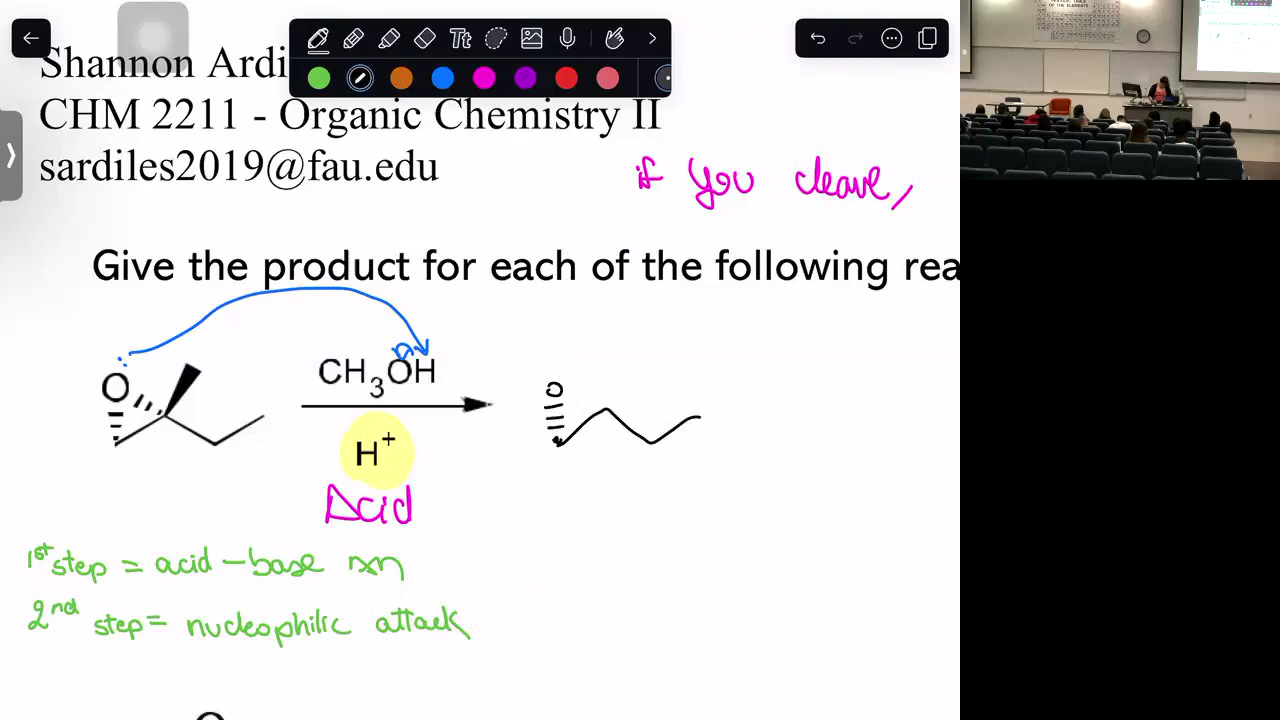 Tt
Shannon Ardi
CHM 2211 - Organic Chemistry II
sardiles2019@fau.edu
if you cleave,
Give the product for each of the following rea
O
CH3OH
H+
Acid
O
1st step = acid-base rxn
2nd step= nucleophilic attack
O